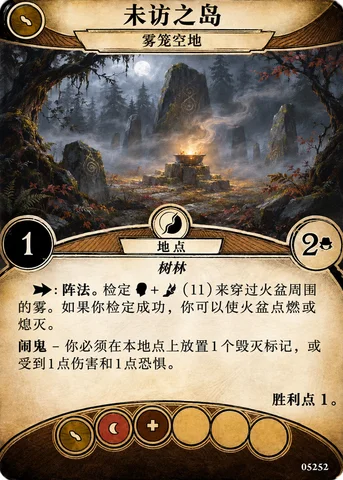 未访之岛
雾笼空地
1
地点
2
树林
：阵法。检定 + （11）来穿过火盆周围
的雾。如果你检定成功，你可以使火盆点燃或
熄灭。
闹鬼 – 你必须在本地点上放置1个毁灭标记，或
受到1点伤害和1点恐惧。
胜利点 1。
05252